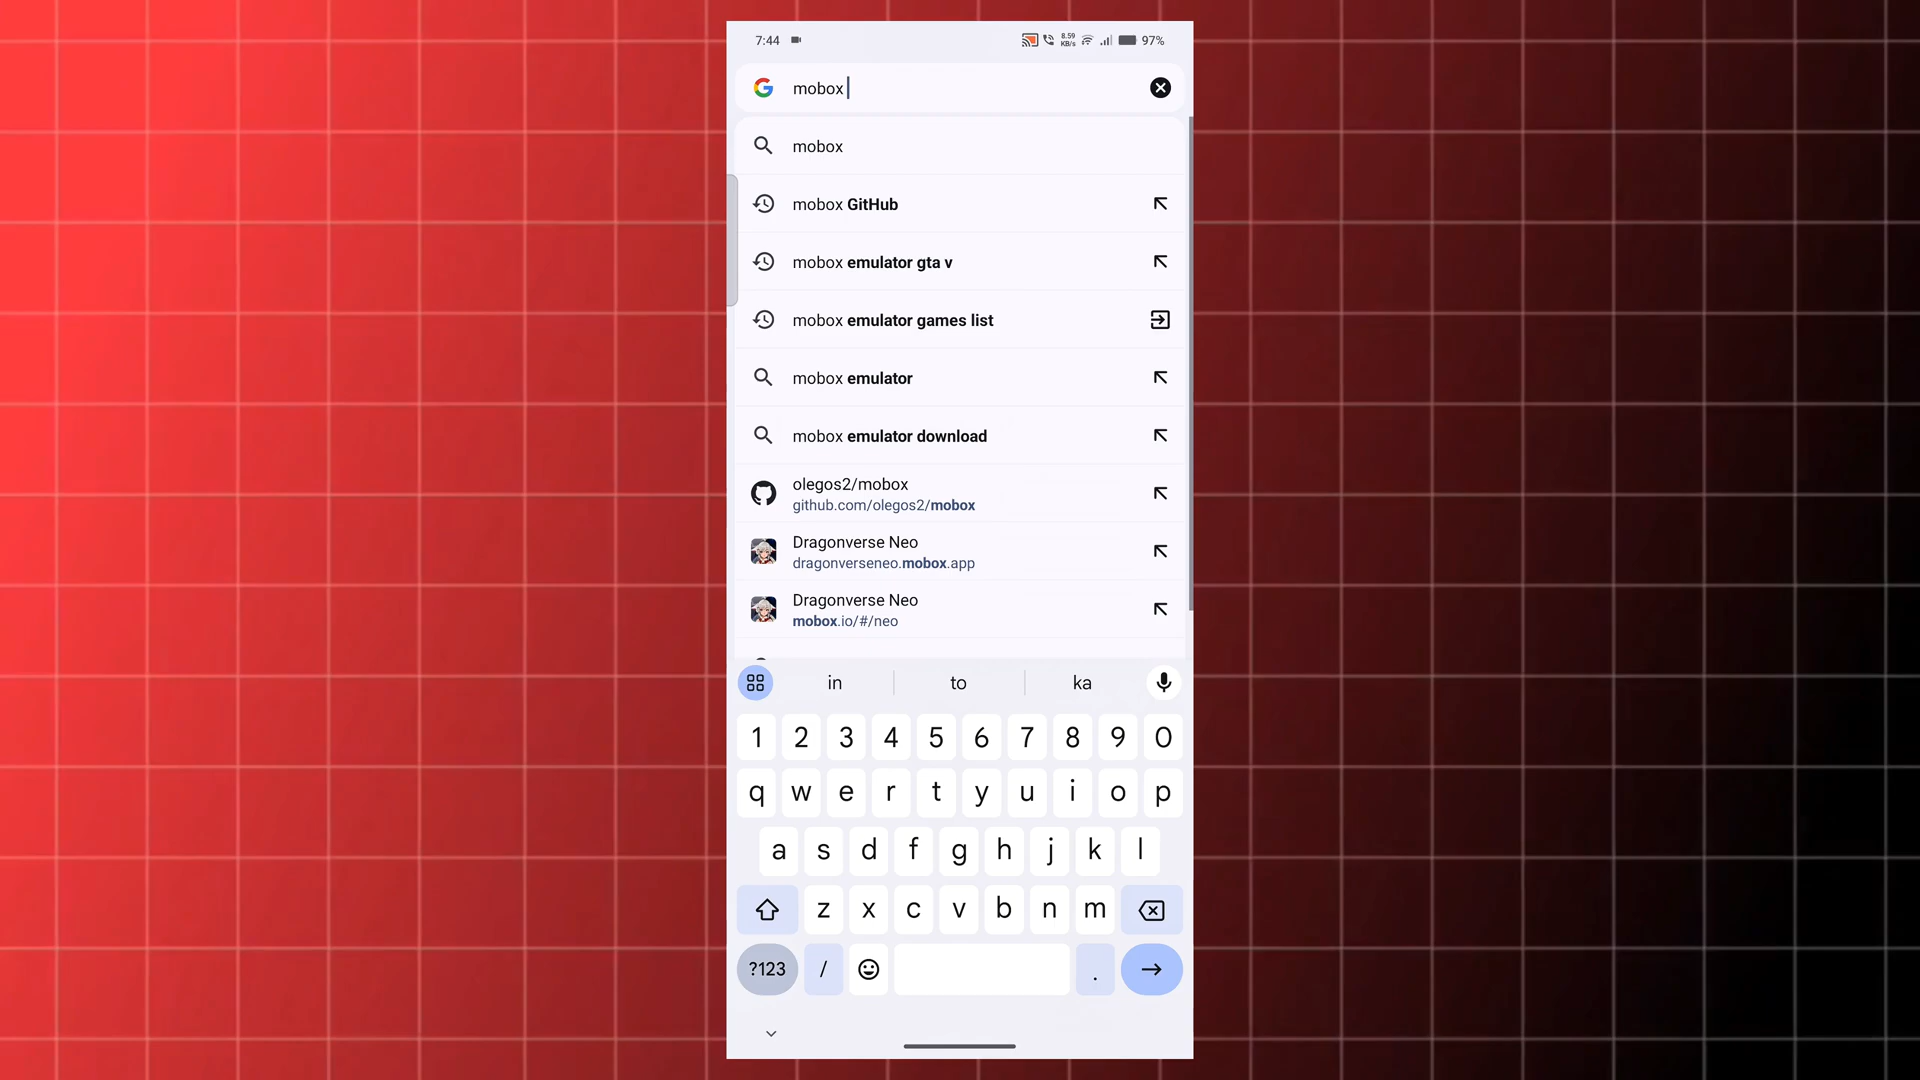 7:44 8.59 KB/s 97%
mobox
mobox
mobox GitHub
mobox emulator gta v
mobox emulator games list
mobox emulator
mobox emulator download
olegos2/mobox
github.com/olegos2/mobox
Dragonverse Neo
dragonverseneo.mobox.app
Dragonverse Neo
mobox.io/#/neo
in to ka
1 2 3 4 5 6 7 8 9 0
q w e r t y u i o p
a s d f g h j k l
z x c v b n m
?123 / .